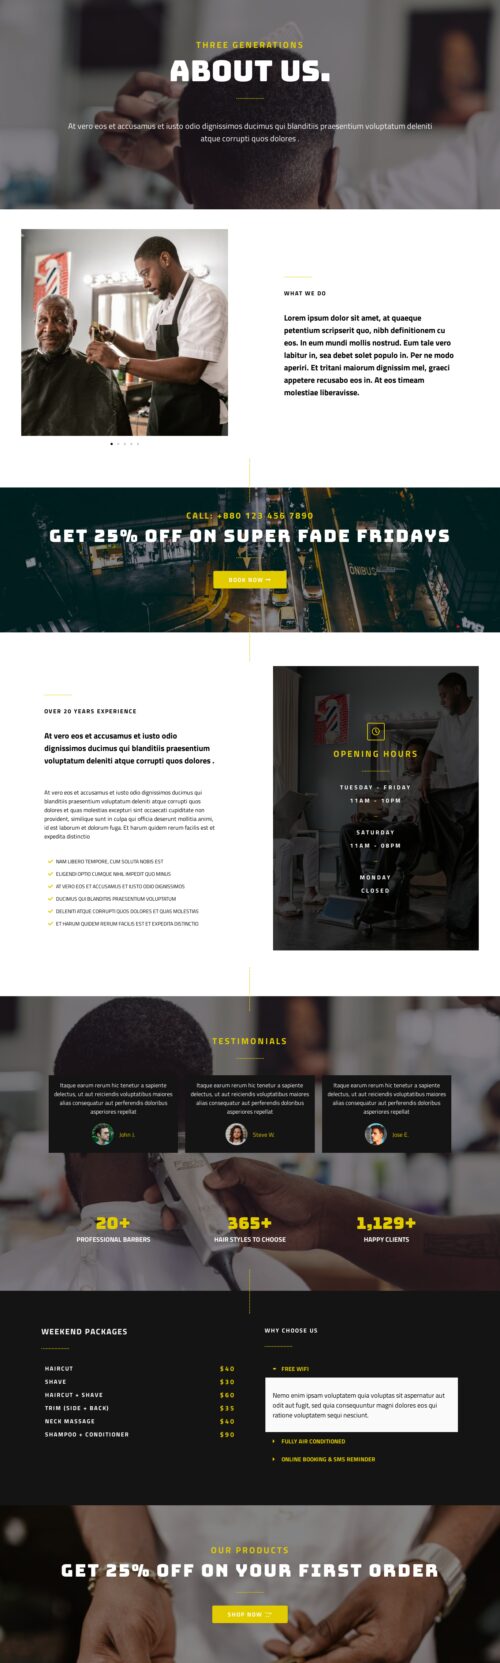 THREE GENERATIONS
ABOUT US.
At vero eos et accusamus et iusto odio dignissimos ducimus qui blanditiis praesentium voluptatum deleniti
atque corrupti quos dolores .
WHAT WE DO
Lorem ipsum dolor sit amet, at quaeque
petentium scripserit quo, nibh definitionem cu
eos. In eum mundi mollis nostrud. Eum tale vero
labitur in, sea debet solet populo in. Per ne modo
aperiri. Et tritani maiorum dignissim mel, graeci
appetere recusabo eos in. At eos timeam
molestiae liberavisse.
CALL: +880 123 456 7890
GET 25% OFF ON SUPER FADE FRIDAYS
BOOK NOW
ÔNIBUS
OVER 20 YEARS EXPERIENCE
At vero eos et accusamus et iusto odio
dignissimos ducimus qui blanditiis praesentium
voluptatum deleniti atque corrupti quos dolores .
At vero eos et accusamus et iusto odio dignissimos ducimus qui
blanditiis praesentium voluptatum deleniti atque corrupti quos
dolores et quas molestias excepturi sint occaecati cupiditate non
provident, similique sunt in culpa qui officia deserunt mollitia animi,
id est laborum et dolorum fuga. Et harum quidem rerum facilis est et
expedita distinctio
NAM LIBERO TEMPORE, CUM SOLUTA NOBIS EST
ELIGENDI OPTIO CUMQUE NIHIL IMPEDIT QUO MINUS
AT VERO EOS ET ACCUSAMUS ET IUSTO ODIO DIGNISSIMOS
DUCIMUS QUI BLANDITIIS PRAESENTIUM VOLUPTATUM
DELENITI ATQUE CORRUPTI QUOS DOLORES ET QUAS MOLESTIAS
ET HARUM QUIDEM RERUM FACILIS EST ET EXPEDITA DISTINCTIO
OPENING HOURS
TUESDAY - FRIDAY
11AM - 10PM
SATURDAY
11AM - 08PM
MONDAY
CLOSED
TESTIMONIALS
Itaque earum rerum hic tenetur a sapiente
delectus, ut aut reiciendis voluptatibus maiores
alias consequatur aut perferendis doloribus
asperiores repellat
John J.
Itaque earum rerum hic tenetur a sapiente
delectus, ut aut reiciendis voluptatibus maiores
alias consequatur aut perferendis doloribus
asperiores repellat
Steve W.
Itaque earum rerum hic tenetur a sapiente
delectus, ut aut reiciendis voluptatibus maiores
alias consequatur aut perferendis doloribus
asperiores repellat
Jose E.
20+
PROFESSIONAL BARBERS
365+
HAIR STYLES TO CHOOSE
1,129+
HAPPY CLIENTS
WEEKEND PACKAGES
HAIRCUT $40
SHAVE $30
HAIRCUT + SHAVE $60
TRIM (SIDE + BACK) $35
NECK MASSAGE $40
SHAMPOO + CONDITIONER $90
WHY CHOOSE US
FREE WIFI
Nemo enim ipsam voluptatem quia voluptas sit aspernatur aut
odit aut fugit, sed quia consequuntur magni dolores eos qui
ratione voluptatem sequi nesciunt.
FULLY AIR CONDITIONED
ONLINE BOOKING & SMS REMINDER
OUR PRODUCTS
GET 25% OFF ON YOUR FIRST ORDER
SHOP NOW